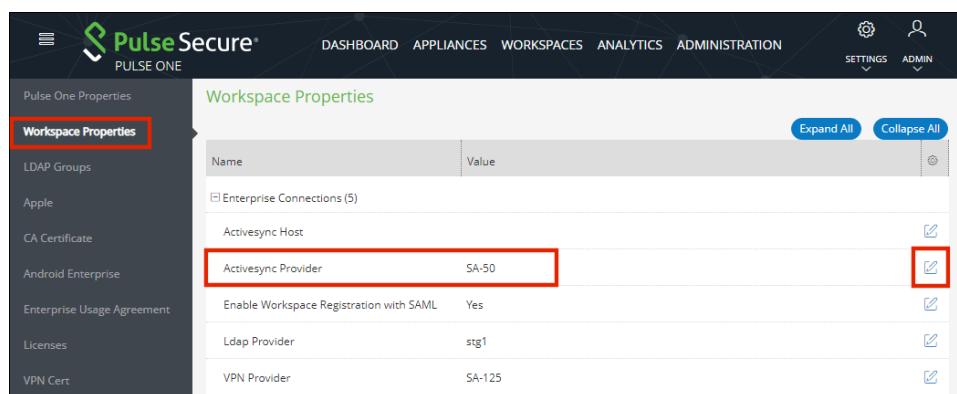 Pulse Secure®
PULSE ONE
DASHBOARD APPLIANCES WORKSPACES ANALYTICS ADMINISTRATION
SETTINGS ADMIN
Pulse One Properties
Workspace Properties
LDAP Groups
Apple
CA Certificate
Android Enterprise
Enterprise Usage Agreement
Licenses
VPN Cert
Workspace Properties
Expand All Collapse All
Name Value
Enterprise Connections (5)
Activesync Host
Activesync Provider SA-50
Enable Workspace Registration with SAML Yes
Ldap Provider stg1
VPN Provider SA-125